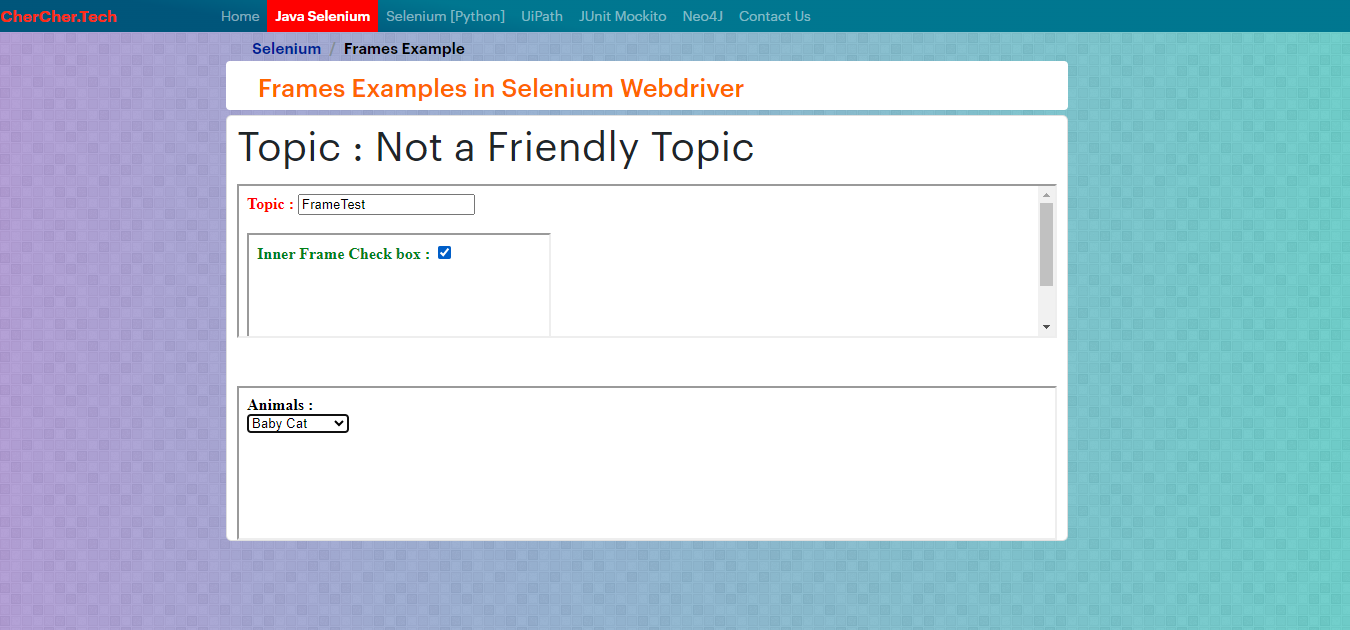 CherCher.Tech Home Java Selenium Selenium [Python] UiPath JUnit Mockito Neo4J Contact Us
Selenium / Frames Example
Frames Examples in Selenium Webdriver
Topic : Not a Friendly Topic
Topic : FrameTest
Inner Frame Check box :
Animals :
Baby Cat